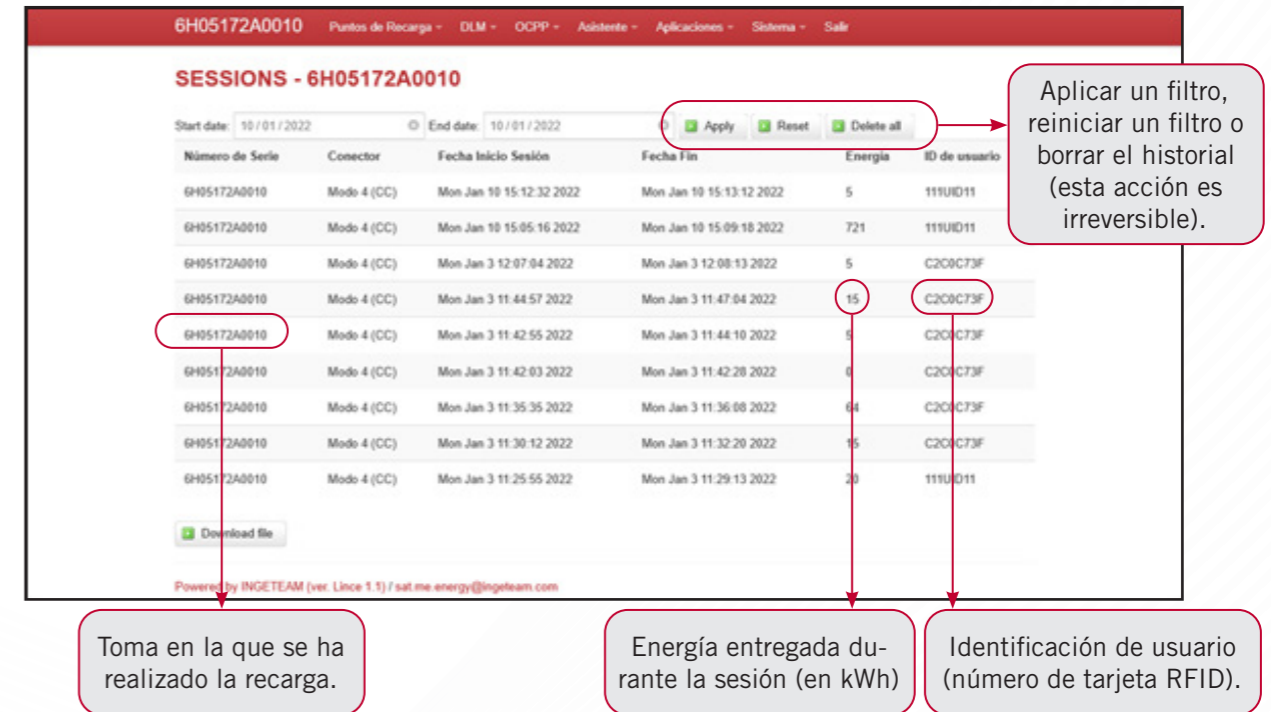 6H05172A0010 Puntos de Recarga DLM OCPP Asistente Aplicaciones Sistema Salir
SESSIONS - 6H05172A0010
Start date: 10/01/2022 End date: 10/01/2022 Apply Reset Delete all
Número de Serie Conector Fecha Inicio Sesión Fecha Fin Energía ID de usuario
6H05172A0010 Modo 4 (CC) Mon Jan 10 15:12:32 2022 Mon Jan 10 15:13:12 2022 5 111UID11
6H05172A0010 Modo 4 (CC) Mon Jan 10 15:05:16 2022 Mon Jan 10 15:09:18 2022 721 111UID11
6H05172A0010 Modo 4 (CC) Mon Jan 3 12:07:04 2022 Mon Jan 3 12:08:13 2022 5 C2C0C73F
6H05172A0010 Modo 4 (CC) Mon Jan 3 11:44:57 2022 Mon Jan 3 11:47:04 2022 15 C2C0C73F
6H05172A0010 Modo 4 (CC) Mon Jan 3 11:42:55 2022 Mon Jan 3 11:44:10 2022 5 C2C0C73F
6H05172A0010 Modo 4 (CC) Mon Jan 3 11:42:03 2022 Mon Jan 3 11:42:28 2022 0 C2C0C73F
6H05172A0010 Modo 4 (CC) Mon Jan 3 11:35:35 2022 Mon Jan 3 11:36:08 2022 64 C2C0C73F
6H05172A0010 Modo 4 (CC) Mon Jan 3 11:30:12 2022 Mon Jan 3 11:32:20 2022 15 C2C0C73F
6H05172A0010 Modo 4 (CC) Mon Jan 3 11:25:55 2022 Mon Jan 3 11:29:13 2022 20 111UID11
Download file
Powered by INGETEAM (ver. Lince 1.1) / sat.me.energy@ingeteam.com
Aplicar un filtro,
reiniciar un filtro o
borrar el historial
(esta acción es
irreversible).
Toma en la que se ha
realizado la recarga.
Energía entregada du-
rante la sesión (en kWh)
Identificación de usuario
(número de tarjeta RFID).